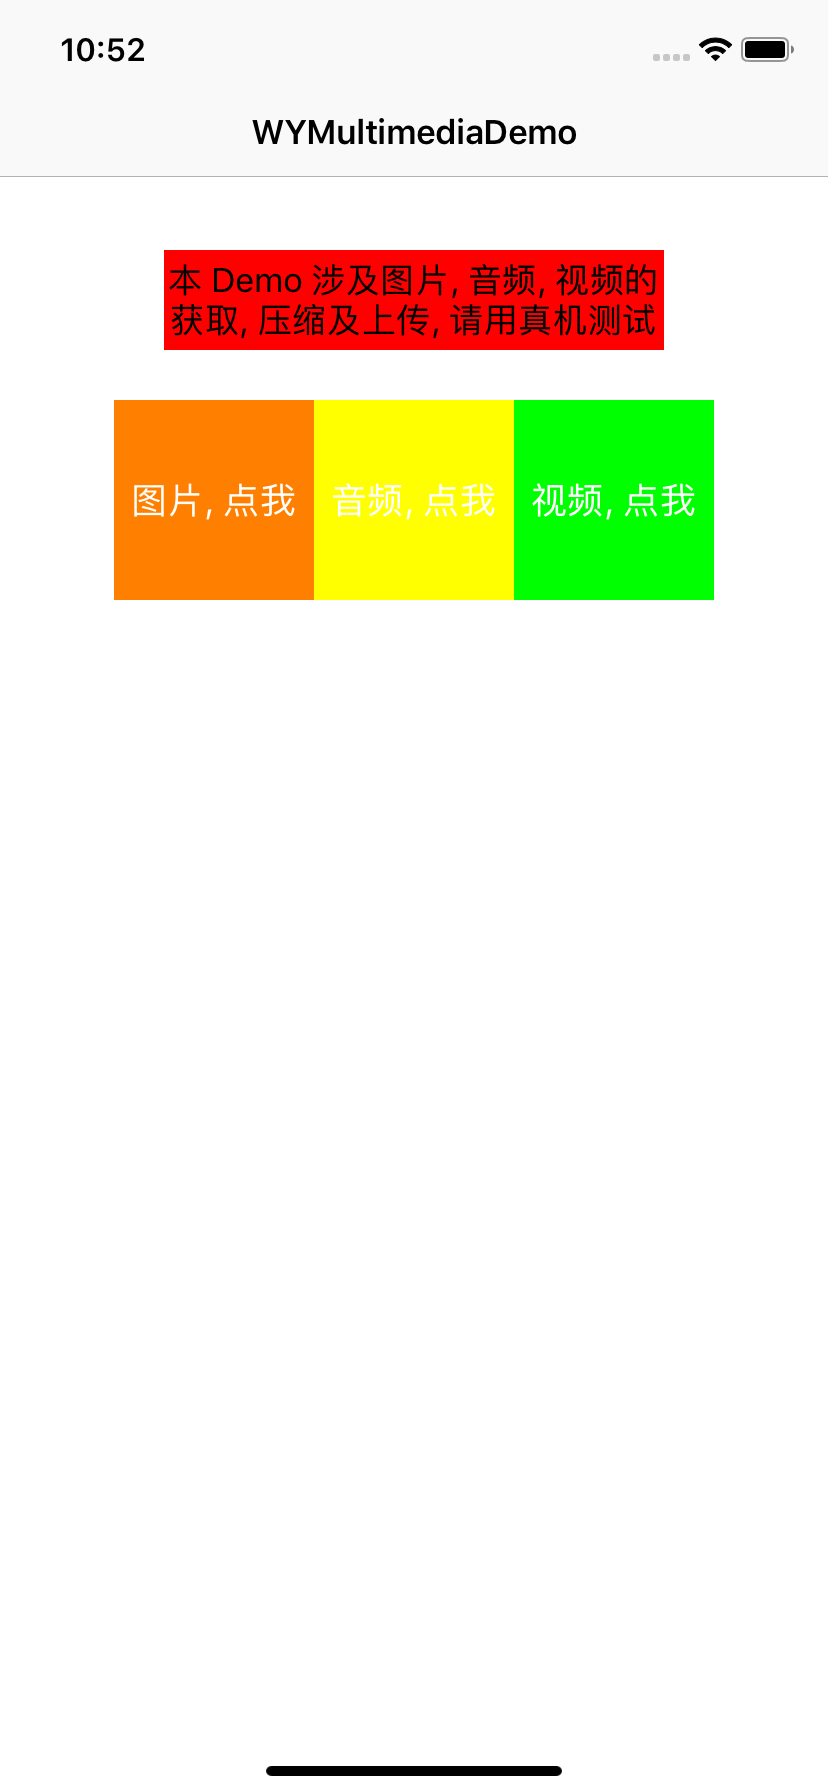 10:52
WYMultimediaDemo
本 Demo 涉及图片, 音频, 视频的
获取, 压缩及上传, 请用真机测试
图片, 点我
音频, 点我
视频, 点我